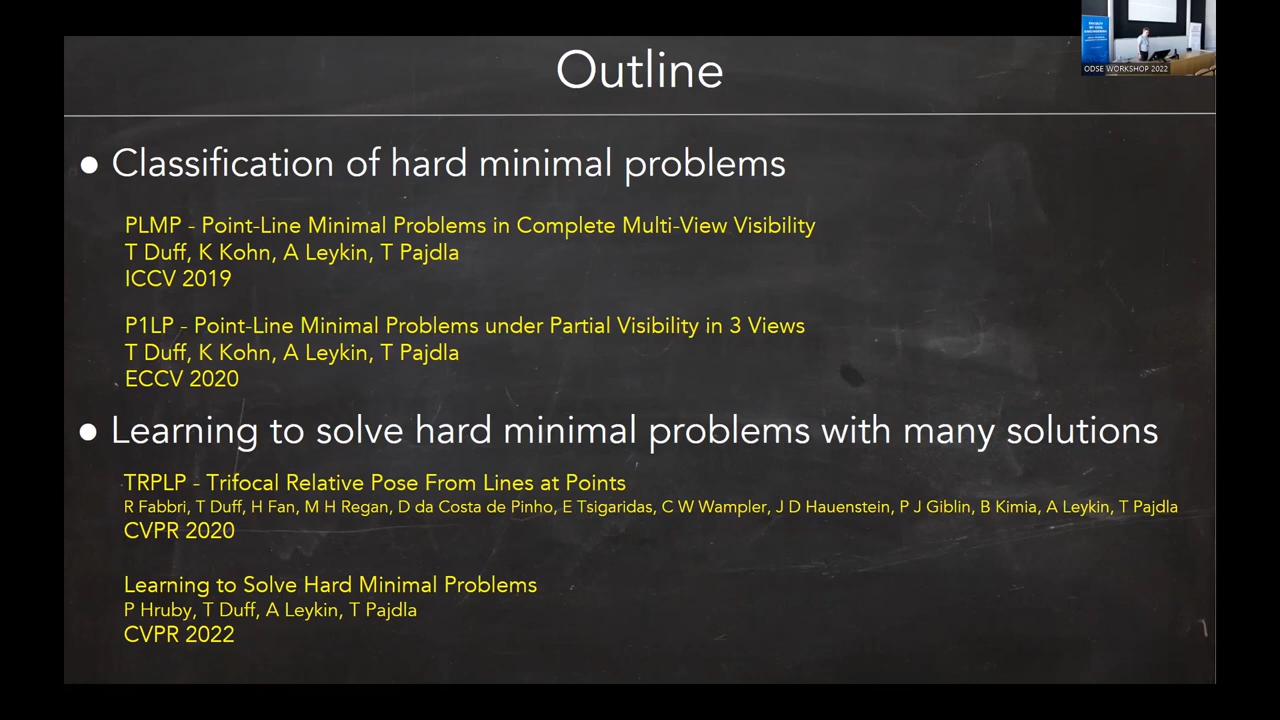 Outline
ODSE WORKSHOP 2022
● Classification of hard minimal problems
PLMP - Point-Line Minimal Problems in Complete Multi-View Visibility
T Duff, K Kohn, A Leykin, T Pajdla
ICCV 2019
P1LP - Point-Line Minimal Problems under Partial Visibility in 3 Views
T Duff, K Kohn, A Leykin, T Pajdla
ECCV 2020
● Learning to solve hard minimal problems with many solutions
TRPLP - Trifocal Relative Pose From Lines at Points
R Fabbri, T Duff, H Fan, M H Regan, D da Costa de Pinho, E Tsigaridas, C W Wampler, J D Hauenstein, P J Giblin, B Kimia, A Leykin, T Pajdla
CVPR 2020
Learning to Solve Hard Minimal Problems
P Hruby, T Duff, A Leykin, T Pajdla
CVPR 2022